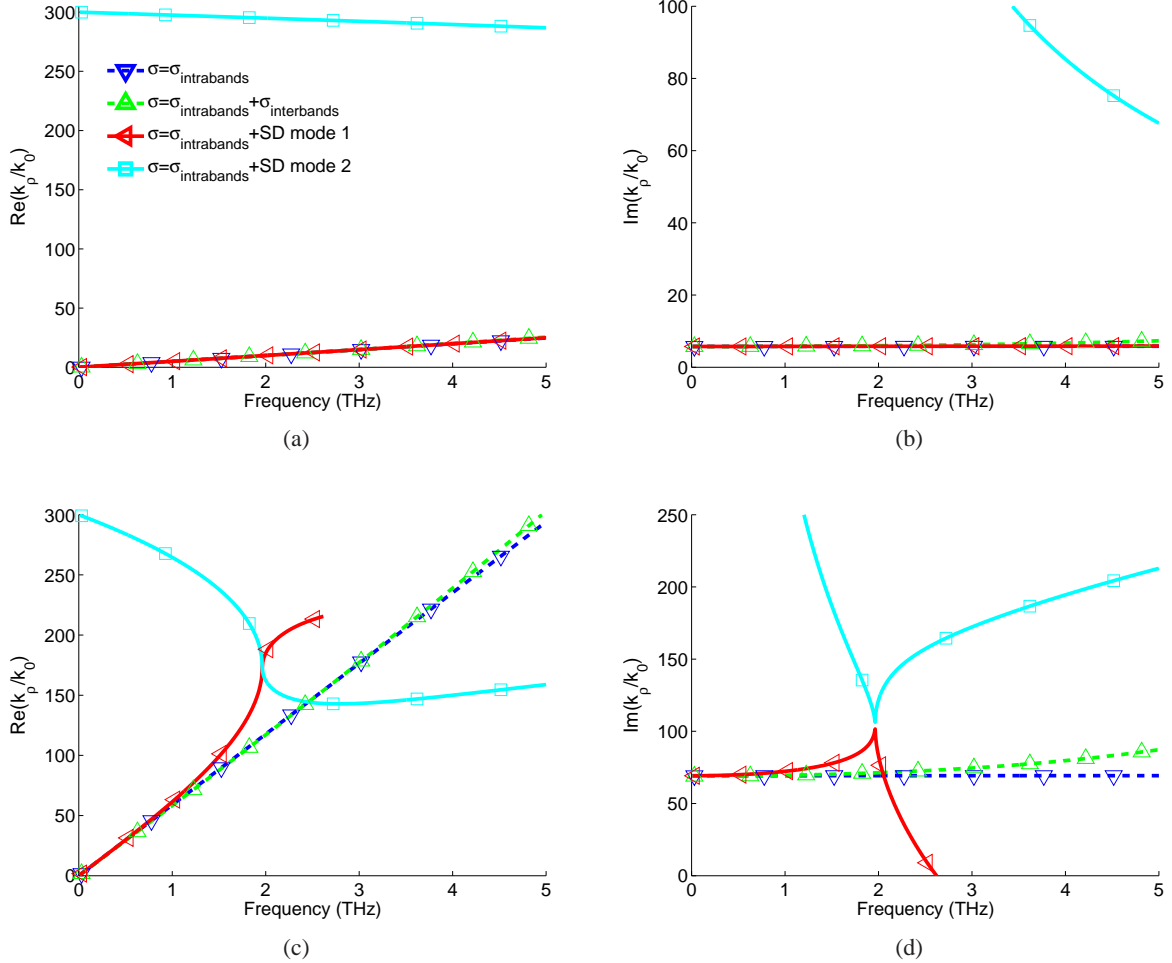 300
250
200
150
100
50
0
Re(kρ/k0)
σ=σintrabands
σ=σintrabands+σinterbands
σ=σintrabands+SD mode 1
σ=σintrabands+SD mode 2
0 1 2 3 4 5
Frequency (THz)
(a)
100
80
60
40
20
0
Im(kρ/k0)
0 1 2 3 4 5
Frequency (THz)
(b)
300
250
200
150
100
50
0
Re(kρ/k0)
0 1 2 3 4 5
Frequency (THz)
(c)
250
200
150
100
50
0
Im(kρ/k0)
0 1 2 3 4 5
Frequency (THz)
(d)